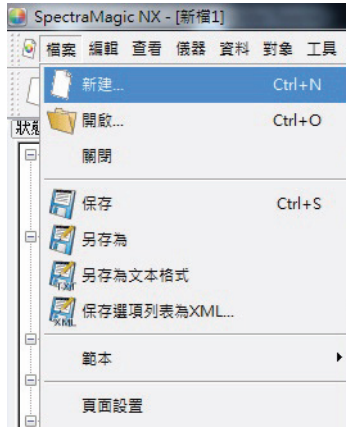 SpectraMagic NX - [新檔1]
檔案 編輯 查看 儀器 資料 對象 工具
新建... Ctrl+N
狀態
開啟... Ctrl+O
關閉
保存 Ctrl+S
另存為
另存為文本格式
保存選項列表為XML...
範本
頁面設置